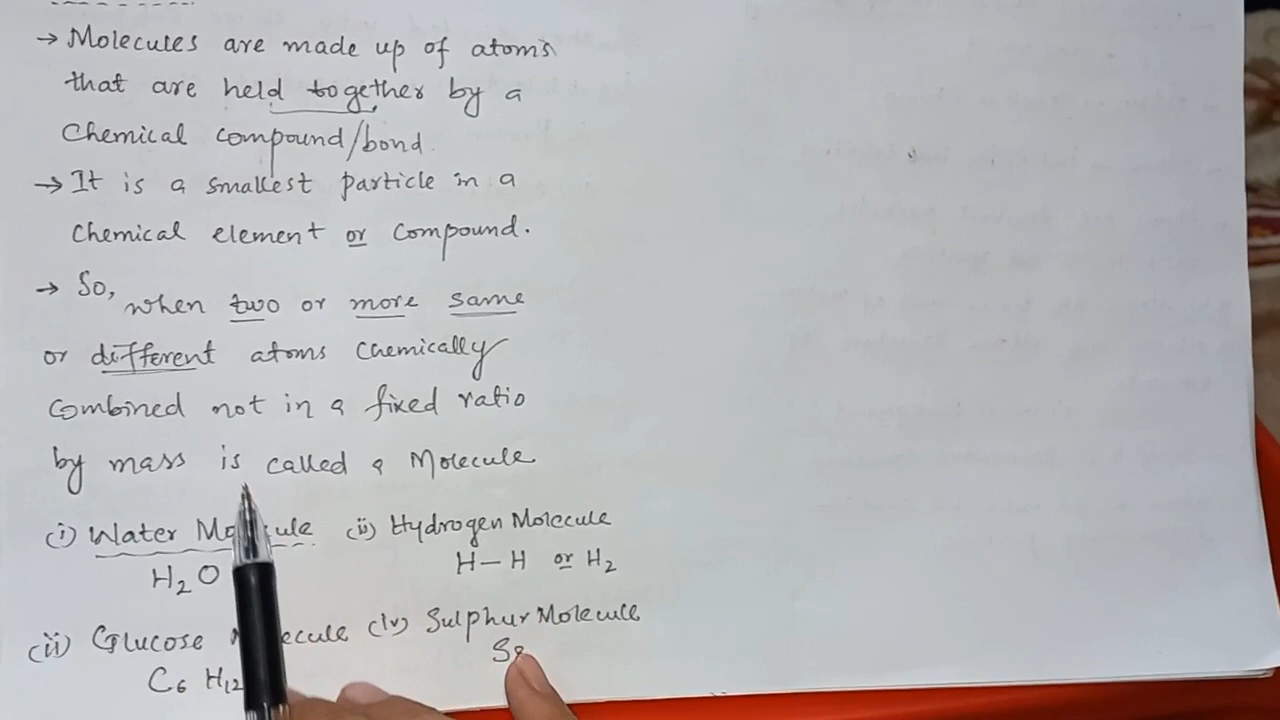 → Molecules are made up of atoms
that are held together by a
Chemical compound/bond.
→ It is a smallest particle in a
Chemical element or compound.
→ So, when two or more same
or different atoms chemically
combined not in a fixed ratio
by mass is called a Molecule
(i) Water (ii) Hydrogen Molecule
H2O H–H or H2
(ii) Glucose (iv) Sulphur Molecule
C6 H12 S8